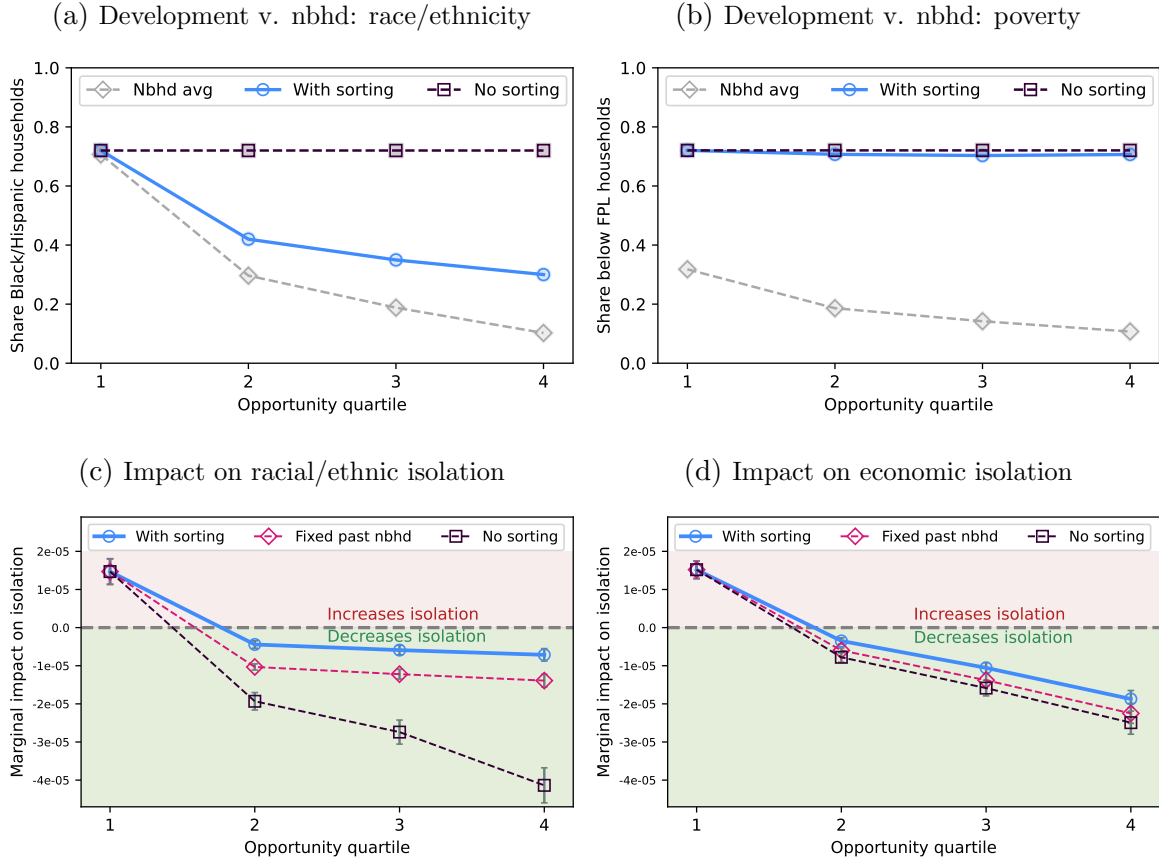 (a) Development v. nbhd: race/ethnicity
1.0
0.8
0.6
0.4
0.2
0.0
Share Black/Hispanic households
Nbhd avg
With sorting
No sorting
1
2
3
4
Opportunity quartile
(b) Development v. nbhd: poverty
1.0
0.8
0.6
0.4
0.2
0.0
Share below FPL households
Nbhd avg
With sorting
No sorting
1
2
3
4
Opportunity quartile
(c) Impact on racial/ethnic isolation
2e-05
1e-05
0.0
-1e-05
-2e-05
-3e-05
-4e-05
Marginal impact on isolation
With sorting
Fixed past nbhd
No sorting
Increases isolation
Decreases isolation
1
2
3
4
Opportunity quartile
(d) Impact on economic isolation
2e-05
1e-05
0.0
-1e-05
-2e-05
-3e-05
-4e-05
Marginal impact on isolation
With sorting
Fixed past nbhd
No sorting
Increases isolation
Decreases isolation
1
2
3
4
Opportunity quartile